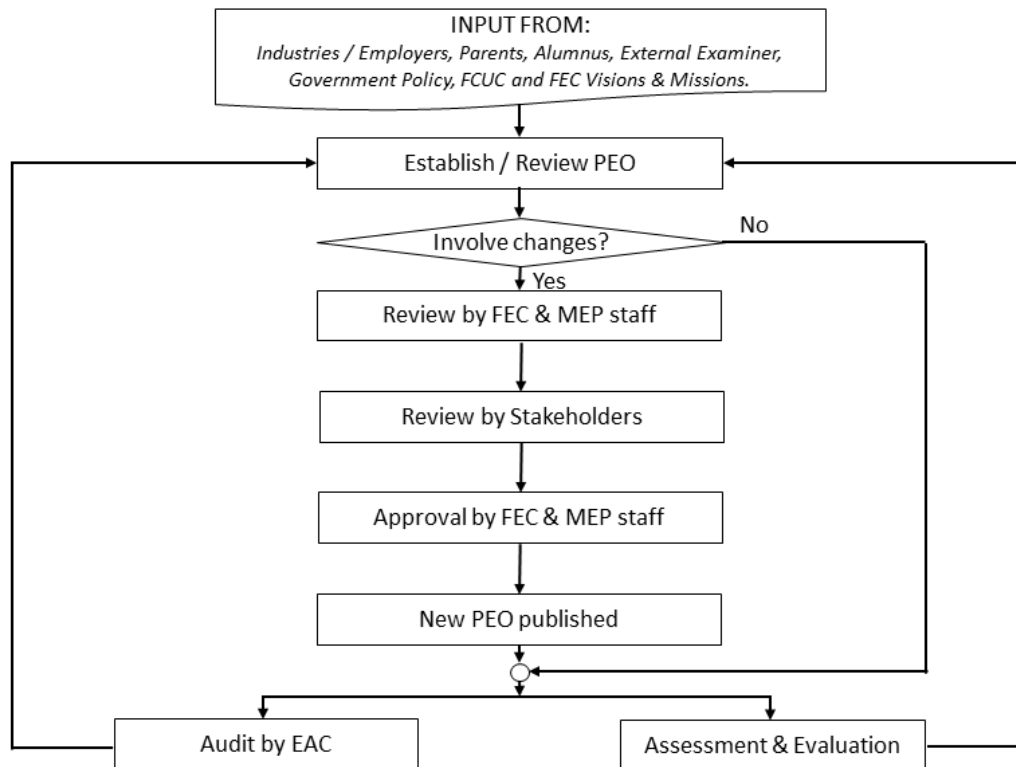 INPUT FROM:
Industries / Employers, Parents, Alumnus, External Examiner,
Government Policy, FCUC and FEC Visions & Missions.
Establish / Review PEO
Involve changes?
No
Yes
Review by FEC & MEP staff
Review by Stakeholders
Approval by FEC & MEP staff
New PEO published
Audit by EAC
Assessment & Evaluation